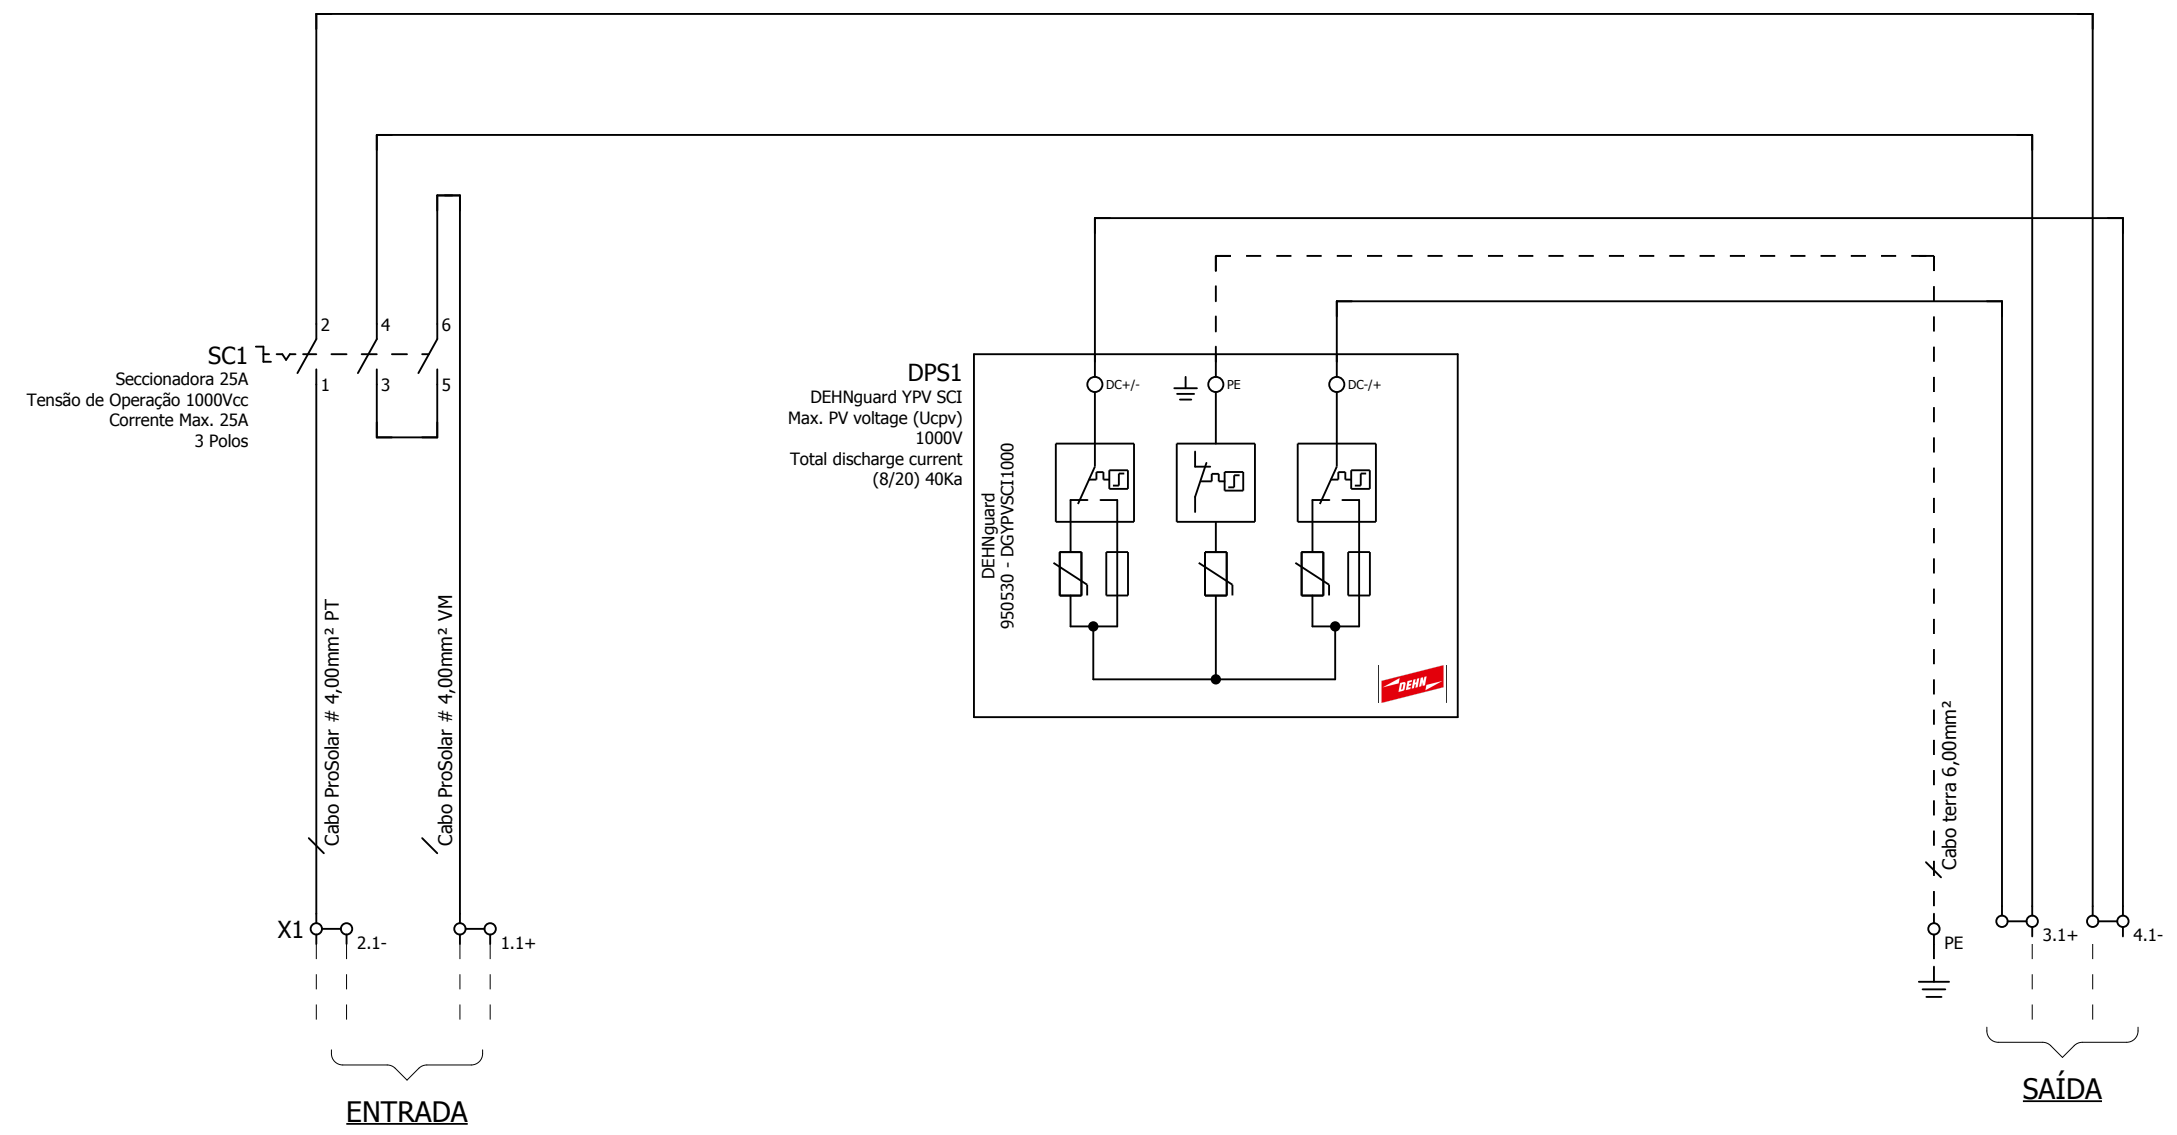 2
4
6
SC1
Seccionadora 25A
Tensão de Operação 1000Vcc
Corrente Max. 25A
3 Polos
1
3
5
DPS1
DEHNguard YPV SCI
Max. PV voltage (Ucpv)
1000V
Total discharge current
(8/20) 40Ka
DC+/-
PE
DC-/+
DEHNguard
950530 - DGYPVSCI1000
DEHN
Cabo ProSolar # 4,00mm² PT
Cabo ProSolar # 4,00mm² VM
Cabo terra 6,00mm²
X1
2.1-
1.1+
PE
3.1+
4.1-
ENTRADA
SAÍDA